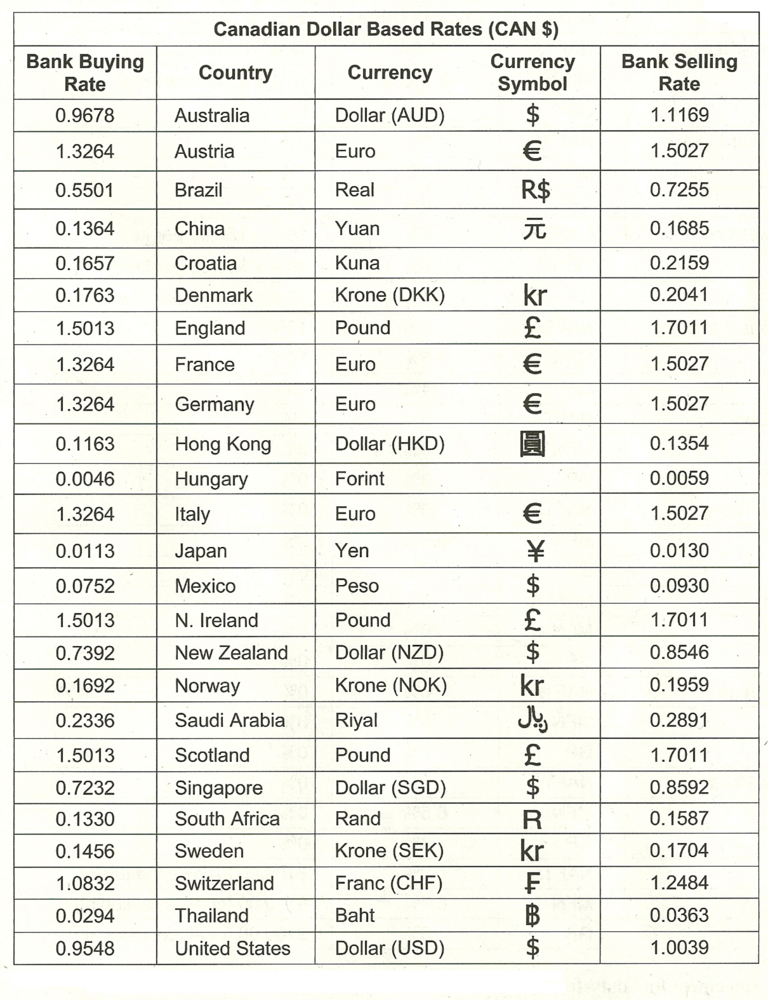 Canadian Dollar Based Rates (CAN $)
Bank Buying Rate Country Currency Currency Symbol Bank Selling Rate
0.9678 Australia Dollar (AUD) $ 1.1169
1.3264 Austria Euro € 1.5027
0.5501 Brazil Real R$ 0.7255
0.1364 China Yuan 元 0.1685
0.1657 Croatia Kuna 0.2159
0.1763 Denmark Krone (DKK) kr 0.2041
1.5013 England Pound £ 1.7011
1.3264 France Euro € 1.5027
1.3264 Germany Euro € 1.5027
0.1163 Hong Kong Dollar (HKD) 圓 0.1354
0.0046 Hungary Forint 0.0059
1.3264 Italy Euro € 1.5027
0.0113 Japan Yen ¥ 0.0130
0.0752 Mexico Peso $ 0.0930
1.5013 N. Ireland Pound £ 1.7011
0.7392 New Zealand Dollar (NZD) $ 0.8546
0.1692 Norway Krone (NOK) kr 0.1959
0.2336 Saudi Arabia Riyal ﷼ 0.2891
1.5013 Scotland Pound £ 1.7011
0.7232 Singapore Dollar (SGD) $ 0.8592
0.1330 South Africa Rand R 0.1587
0.1456 Sweden Krone (SEK) kr 0.1704
1.0832 Switzerland Franc (CHF) ₣ 1.2484
0.0294 Thailand Baht ฿ 0.0363
0.9548 United States Dollar (USD) $ 1.0039